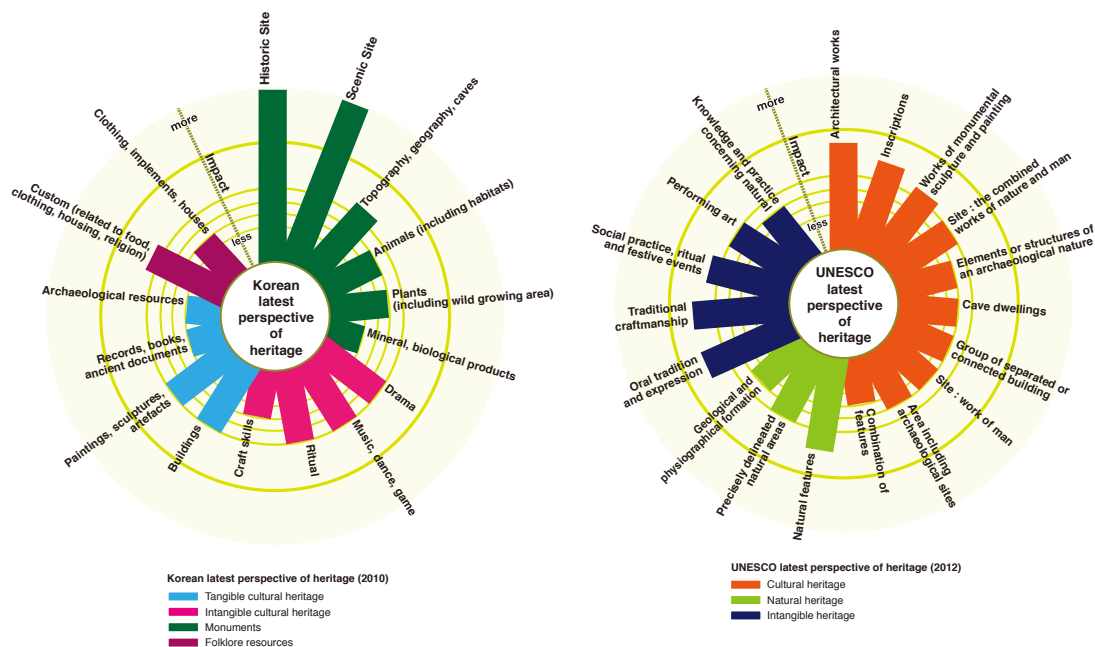 Historic Site
Scenic Site
Topography, geography, caves
Animals (including habitats)
Plants
(including wild growing area)
Mineral, biological products
Drama
Music, dance, game
Ritual
Craft skills
Buildings
Paintings, sculptures,
artefacts
Records, books,
ancient documents
Archaeological resources
Custom (related to food,
clothing, housing, religion)
Clothing, implements, houses
more
Impact
less
Korean
latest
perspective
of
heritage
Korean latest perspective of heritage (2010)
Tangible cultural heritage
Intangible cultural heritage
Monuments
Folklore resources
Architectural works
Inscriptions
Works of monumental
sculpture and painting
Site : the combined
works of nature and man
Elements or structures of
an archaeological nature
Cave dwellings
Group of separated or
connected building
Site : work of man
Area including
archaeological sites
Combination of
features
Natural features
Precisely delineated
natural areas
Geological and
physiographical formation
Oral tradition
and expression
Traditional
craftmanship
Social practice, ritual
and festive events
Performing art
Knowledge and practice
concerning natural
more
Impact
less
UNESCO
latest
perspective
of
heritage
UNESCO latest perspective of heritage (2012)
Cultural heritage
Natural heritage
Intangible heritage